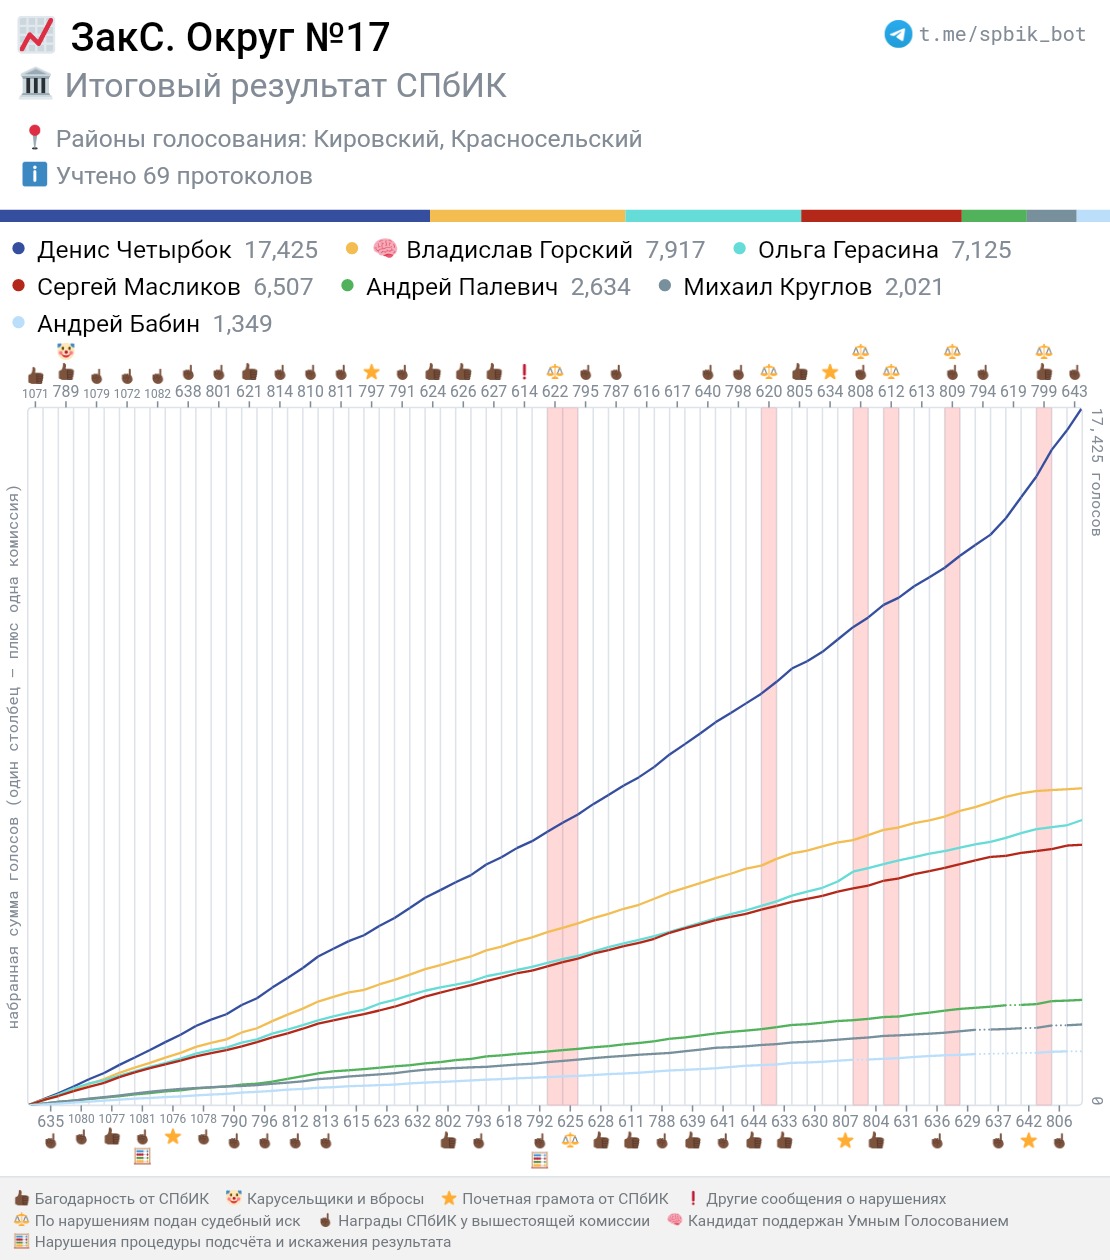 ЗакС. Округ №17
t.me/spbik_bot
Итоговый результат СПбИК
Районы голосования: Кировский, Красносельский
Учтено 69 протоколов
Денис Четырбок 17,425 Владислав Горский 7,917 Ольга Герасина 7,125
Сергей Масликов 6,507 Андрей Палевич 2,634 Михаил Круглов 2,021
Андрей Бабин 1,349
1071 789 1079 1072 1082 638 801 621 814 810 811 797 791 624 626 627 614 622 795 787 616 617 640 798 620 805 634 808 612 613 809 794 619 799 643
17,425 голосов
набранная сумма голосов (один столбец – плюс одна комиссия)
0
635 1080 1077 1081 1076 1078 790 796 812 813 615 623 632 802 793 618 792 625 628 611 788 639 641 644 633 630 807 804 631 636 629 637 642 806
Багодарность от СПбИК Карусельщики и вбросы Почетная грамота от СПбИК Другие сообщения о нарушениях
По нарушениям подан судебный иск Награды СПбИК у вышестоящей комиссии Кандидат поддержан Умным Голосованием
Нарушения процедуры подсчёта и искажения результата